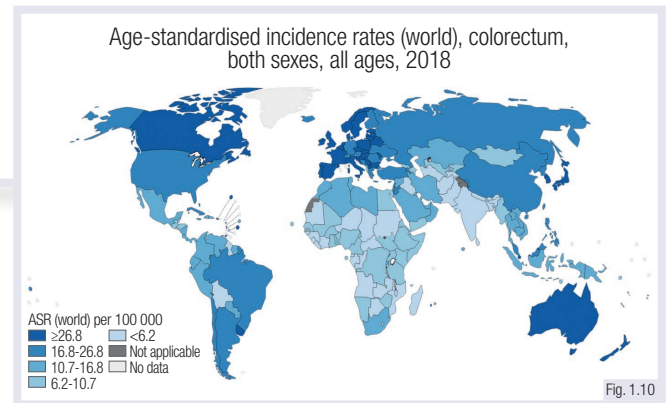 Age-standardised incidence rates (world), colorectum,
both sexes, all ages, 2018
ASR (world) per 100 000
≥26.8
16.8-26.8
10.7-16.8
6.2-10.7
<6.2
Not applicable
No data
Fig. 1.10